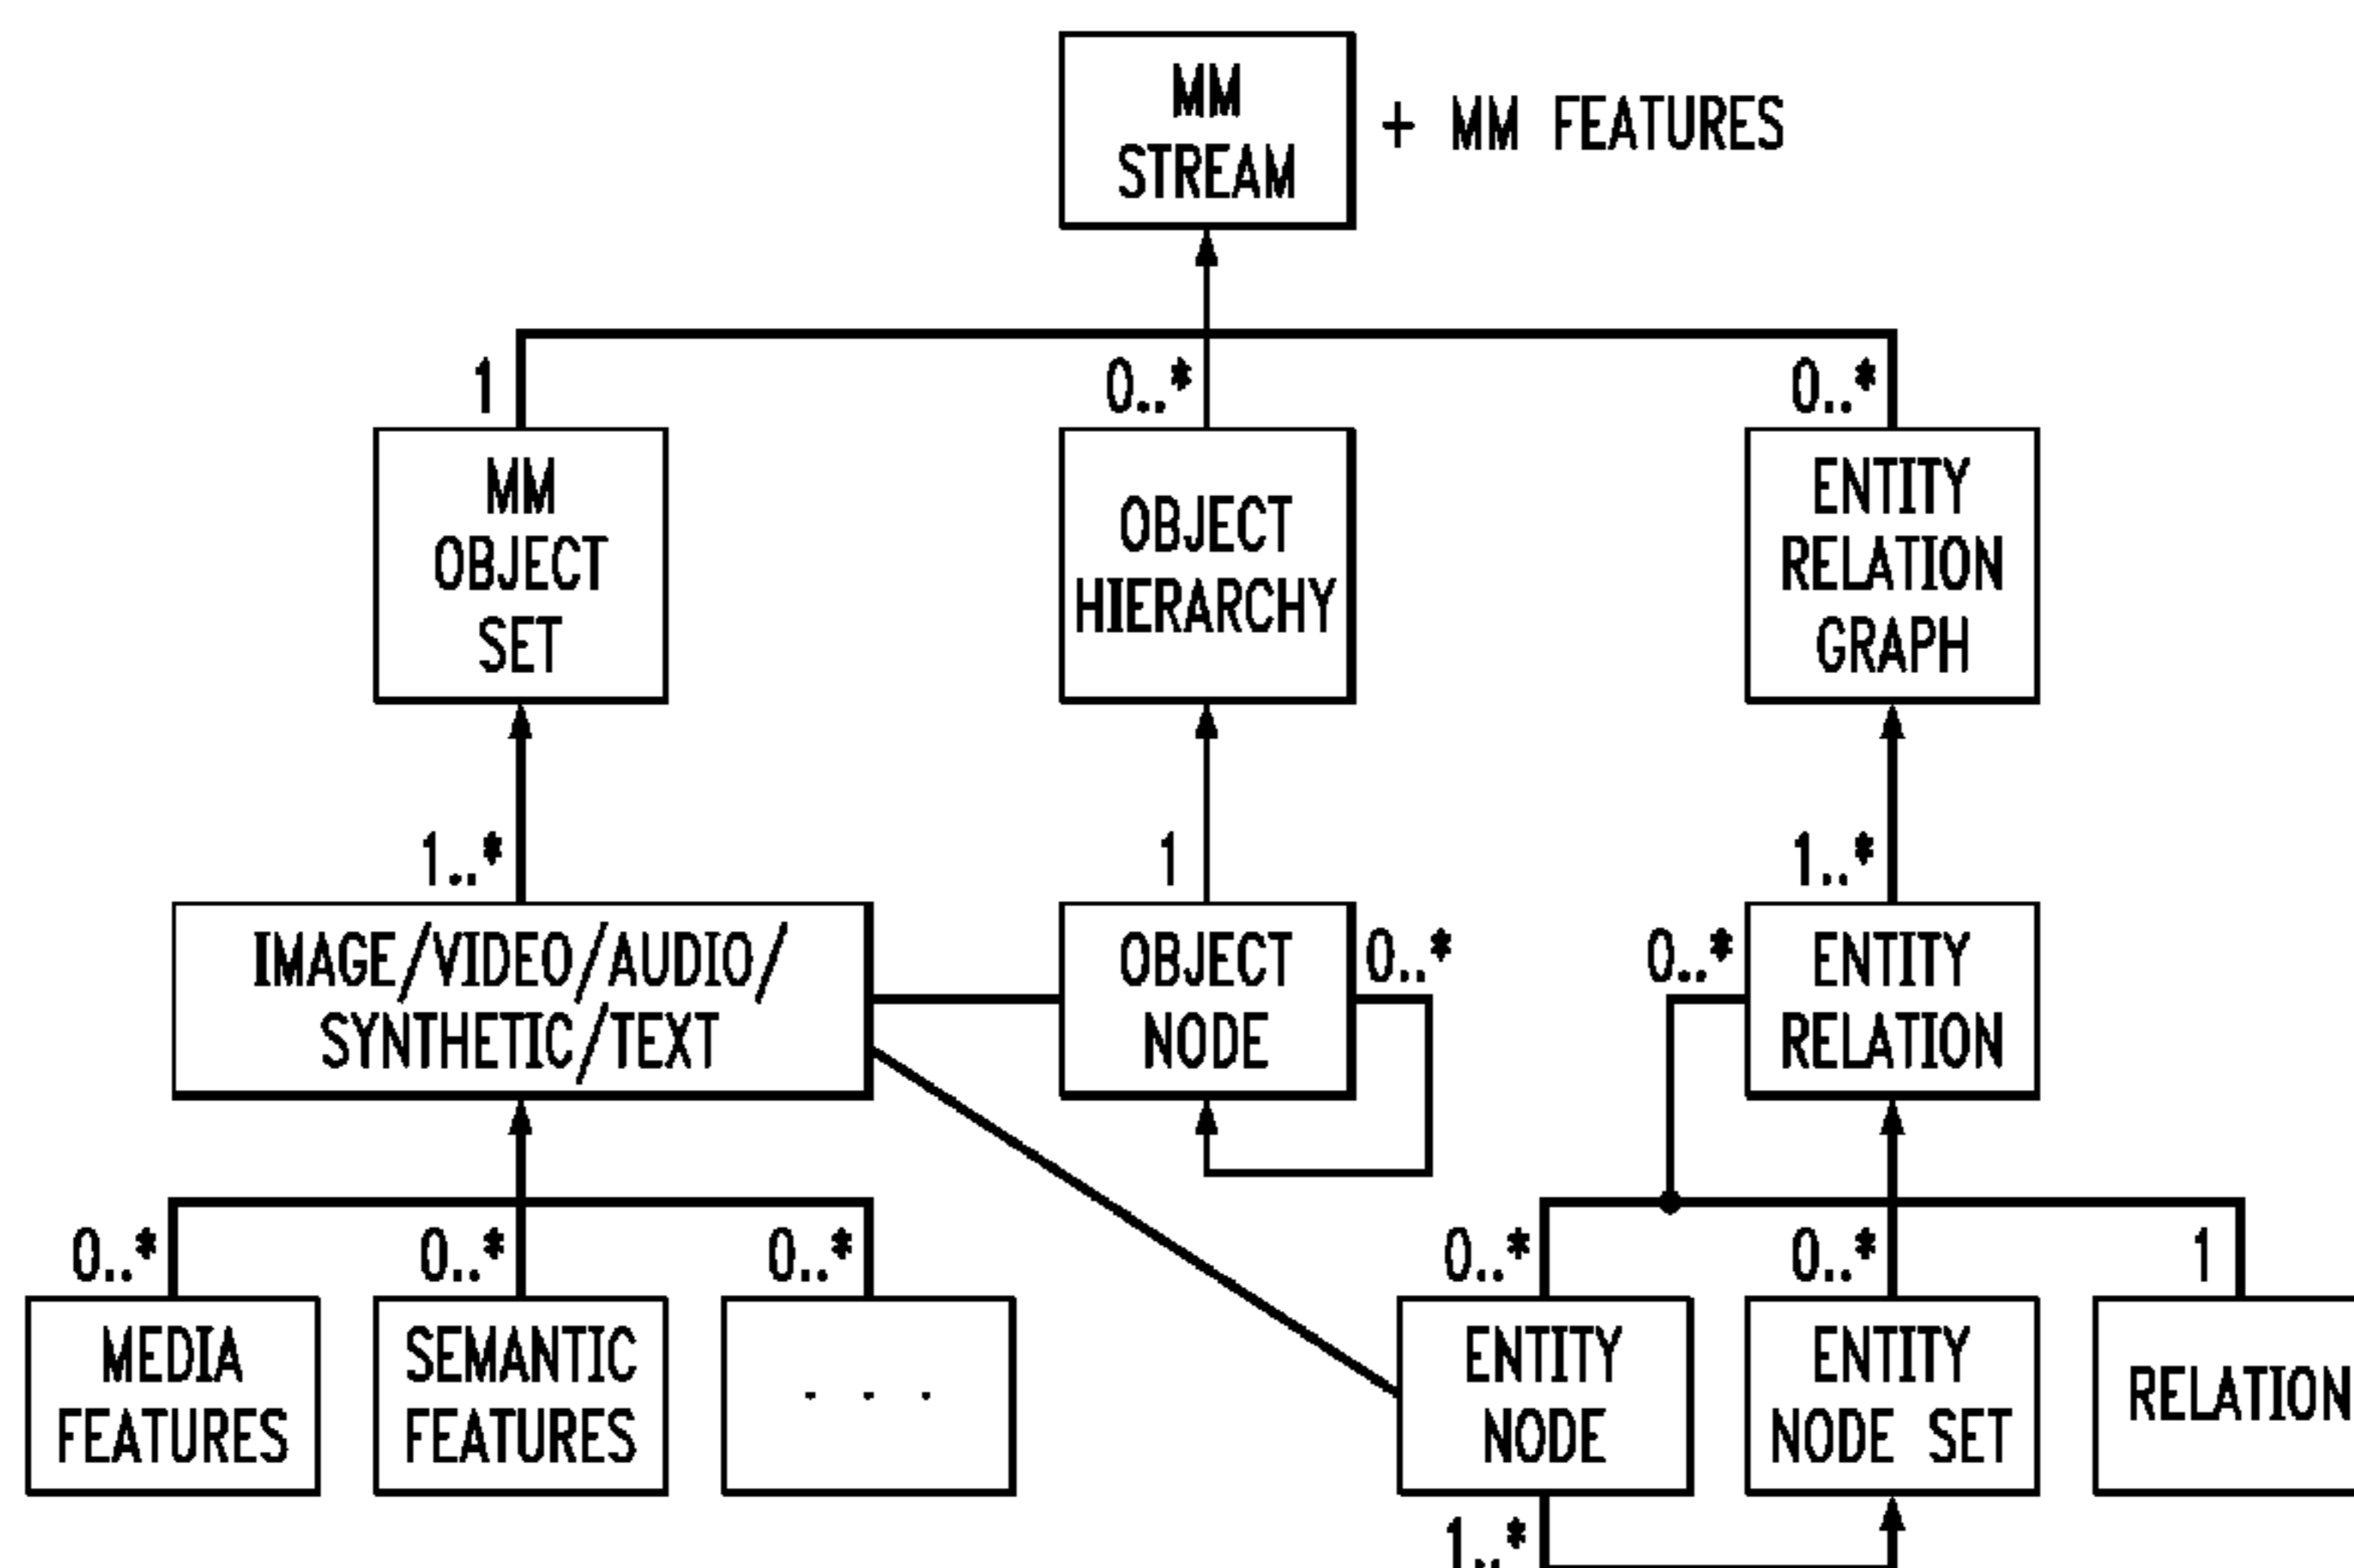 MM
STREAM
+ MM FEATURES
1
0..*
0..*
MM
OBJECT
SET
OBJECT
HIERARCHY
ENTITY
RELATION
GRAPH
1..*
1
1..*
IMAGE/VIDEO/AUDIO/
SYNTHETIC/TEXT
OBJECT
NODE
0..*
0..*
ENTITY
RELATION
0..*
0..*
0..*
0..*
0..*
1
MEDIA
FEATURES
SEMANTIC
FEATURES
. . .
ENTITY
NODE
ENTITY
NODE SET
RELATION
1..*